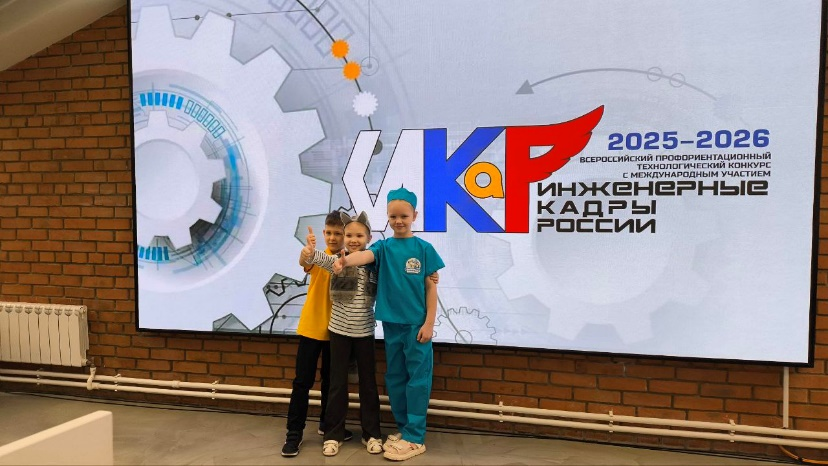 ИКаР
2025–2026
ВСЕРОССИЙСКИЙ ПРОФОРИЕНТАЦИОННЫЙ
ТЕХНОЛОГИЧЕСКИЙ КОНКУРС
С МЕЖДУНАРОДНЫМ УЧАСТИЕМ
ИНЖЕНЕРНЫЕ
КАДРЫ
РОССИИ